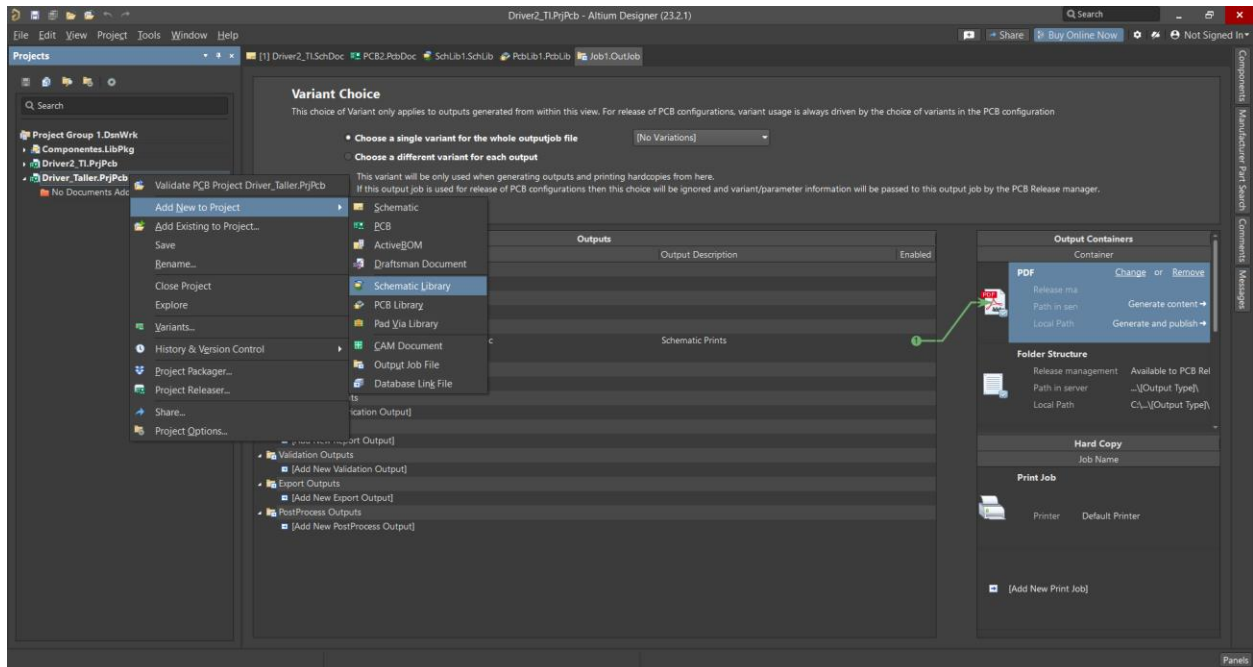 Driver2_TI.PrjPcb - Altium Designer (23.2.1)
Search
File Edit View Project Tools Window Help
Share Buy Online Now Not Signed In
Projects
[1] Driver2_TI.SchDoc PCB2.PcbDoc SchLib1.SchLib PcbLib1.PcbLib Job1.OutJob
Search
Project Group 1.DsnWrk
Componentes.LibPkg
Driver2_TI.PrjPcb
Driver_Taller.PrjPcb
No Documents Adc
Validate PCB Project Driver_Taller.PrjPcb
Add New to Project
Add Existing to Project...
Save
Rename...
Close Project
Explore
Variants...
History & Version Control
Project Packager...
Project Releaser...
Share...
Project Options...
Schematic
PCB
ActiveBOM
Draftsman Document
Schematic Library
PCB Library
Pad Via Library
CAM Document
Output Job File
Database Link File
Variant Choice
This choice of Variant only applies to outputs generated from within this view. For release of PCB configurations, variant usage is always driven by the choice of variants in the PCB configuration
Choose a single variant for the whole outputjob file [No Variations]
Choose a different variant for each output
This variant will be only used when generating outputs and printing hardcopies from here.
If this output job is used for release of PCB configurations then this choice will be ignored and variant/parameter information will be passed to this output job by the PCB Release manager.
Outputs
Output Description Enabled
c Schematic Prints 1
ts
ication Output]
[Add New Report Output]
Validation Outputs
[Add New Validation Output]
Export Outputs
[Add New Export Output]
PostProcess Outputs
[Add New PostProcess Output]
Output Containers
Container
PDF Change or Remove
Release ma
Path in sen Generate content
Local Path Generate and publish
Folder Structure
Release management Available to PCB Rel
Path in server ...\[Output Type]\
Local Path C:\...\[Output Type]\
Hard Copy
Job Name
Print Job
Printer Default Printer
[Add New Print Job]
Components
Manufacturer Part Search
Comments
Messages
Panels